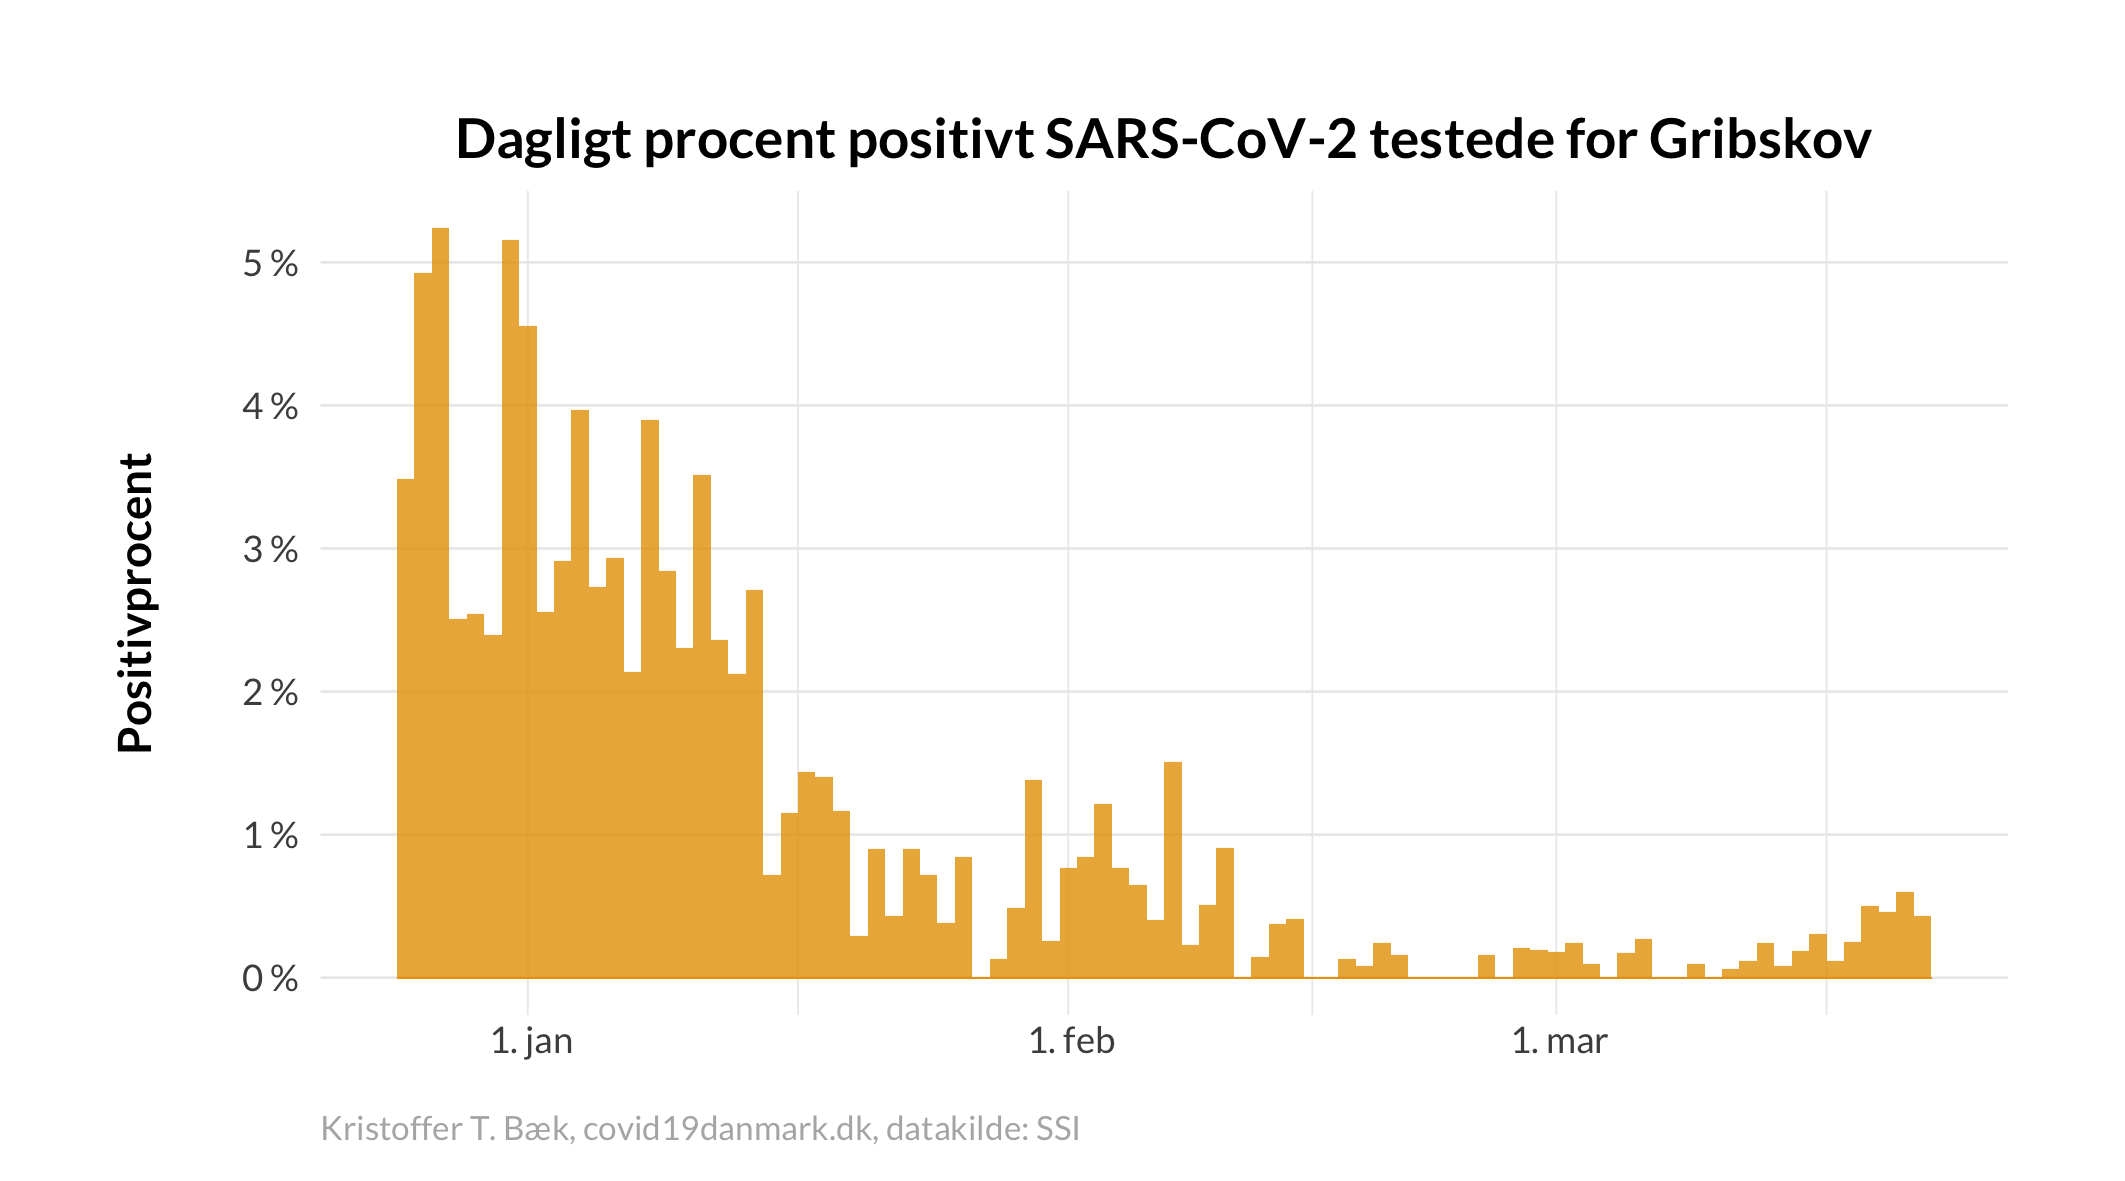 Dagligt procent positivt SARS-CoV-2 testede for Gribskov
Positivprocent
5 %
4 %
3 %
2 %
1 %
0 %
1. jan
1. feb
1. mar
Kristoffer T. Bæk, covid19danmark.dk, datakilde: SSI